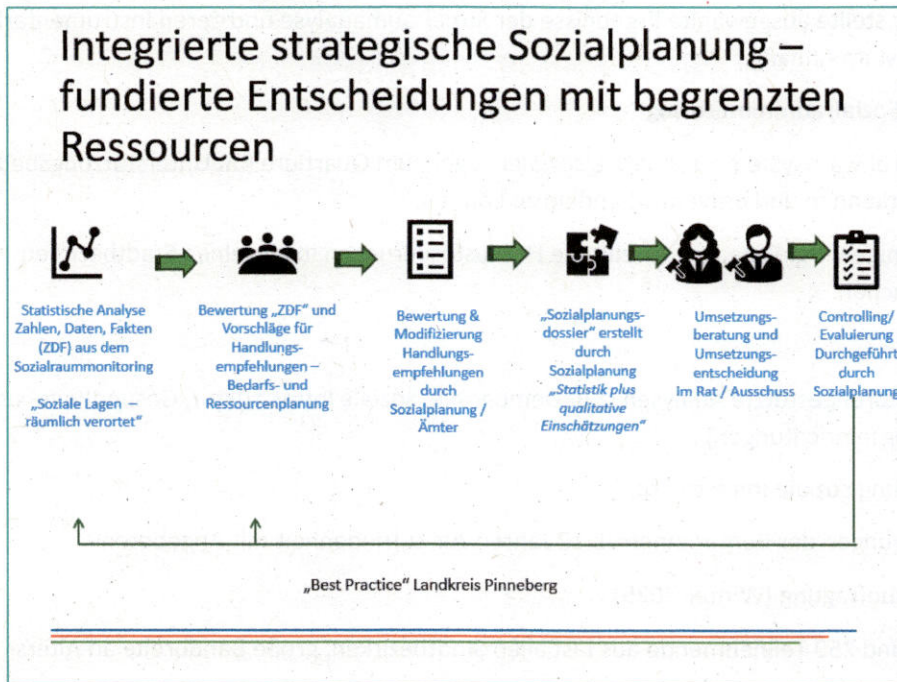 Integrierte strategische Sozialplanung –
fundierte Entscheidungen mit begrenzten
Ressourcen
Statistische Analyse
Zahlen, Daten, Fakten
(ZDF) aus dem
Sozialraummonitoring
„Soziale Lagen –
räumlich verortet“
Bewertung „ZDF“ und
Vorschläge für
Handlungs-
empfehlungen –
Bedarfs- und
Ressourcenplanung
Bewertung &
Modifizierung
Handlungs-
empfehlungen
durch
Sozialplanung /
Ämter
„Sozialplanungs-
dossier“ erstellt
durch
Sozialplanung
„Statistik plus
qualitative
Einschätzungen“
Umsetzungs-
beratung und
Umsetzungs-
entscheidung
im Rat / Ausschuss
Controlling/
Evaluierung
Durchgeführt
durch
Sozialplanung
„Best Practice“ Landkreis Pinneberg